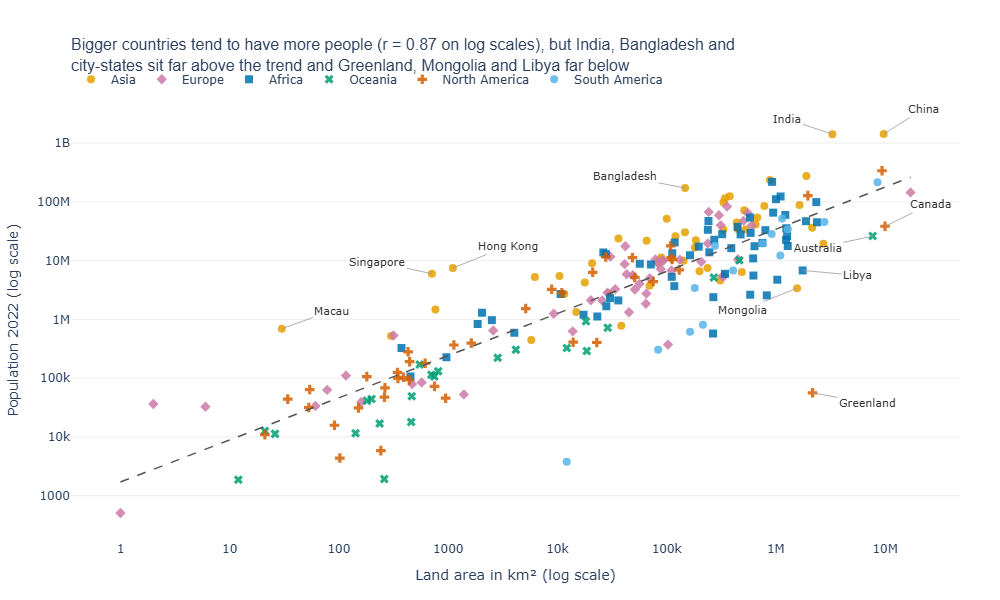 Bigger countries tend to have more people (r = 0.87 on log scales), but India, Bangladesh and
city-states sit far above the trend and Greenland, Mongolia and Libya far below
Asia Europe Africa Oceania North America South America
China
India
1B
Bangladesh
100M
Canada
Hong Kong
Australia
Singapore
10M
Libya
Mongolia
Macau
1M
100k
Greenland
10k
1000
Population 2022 (log scale)
1 10 100 1000 10k 100k 1M 10M
Land area in km² (log scale)